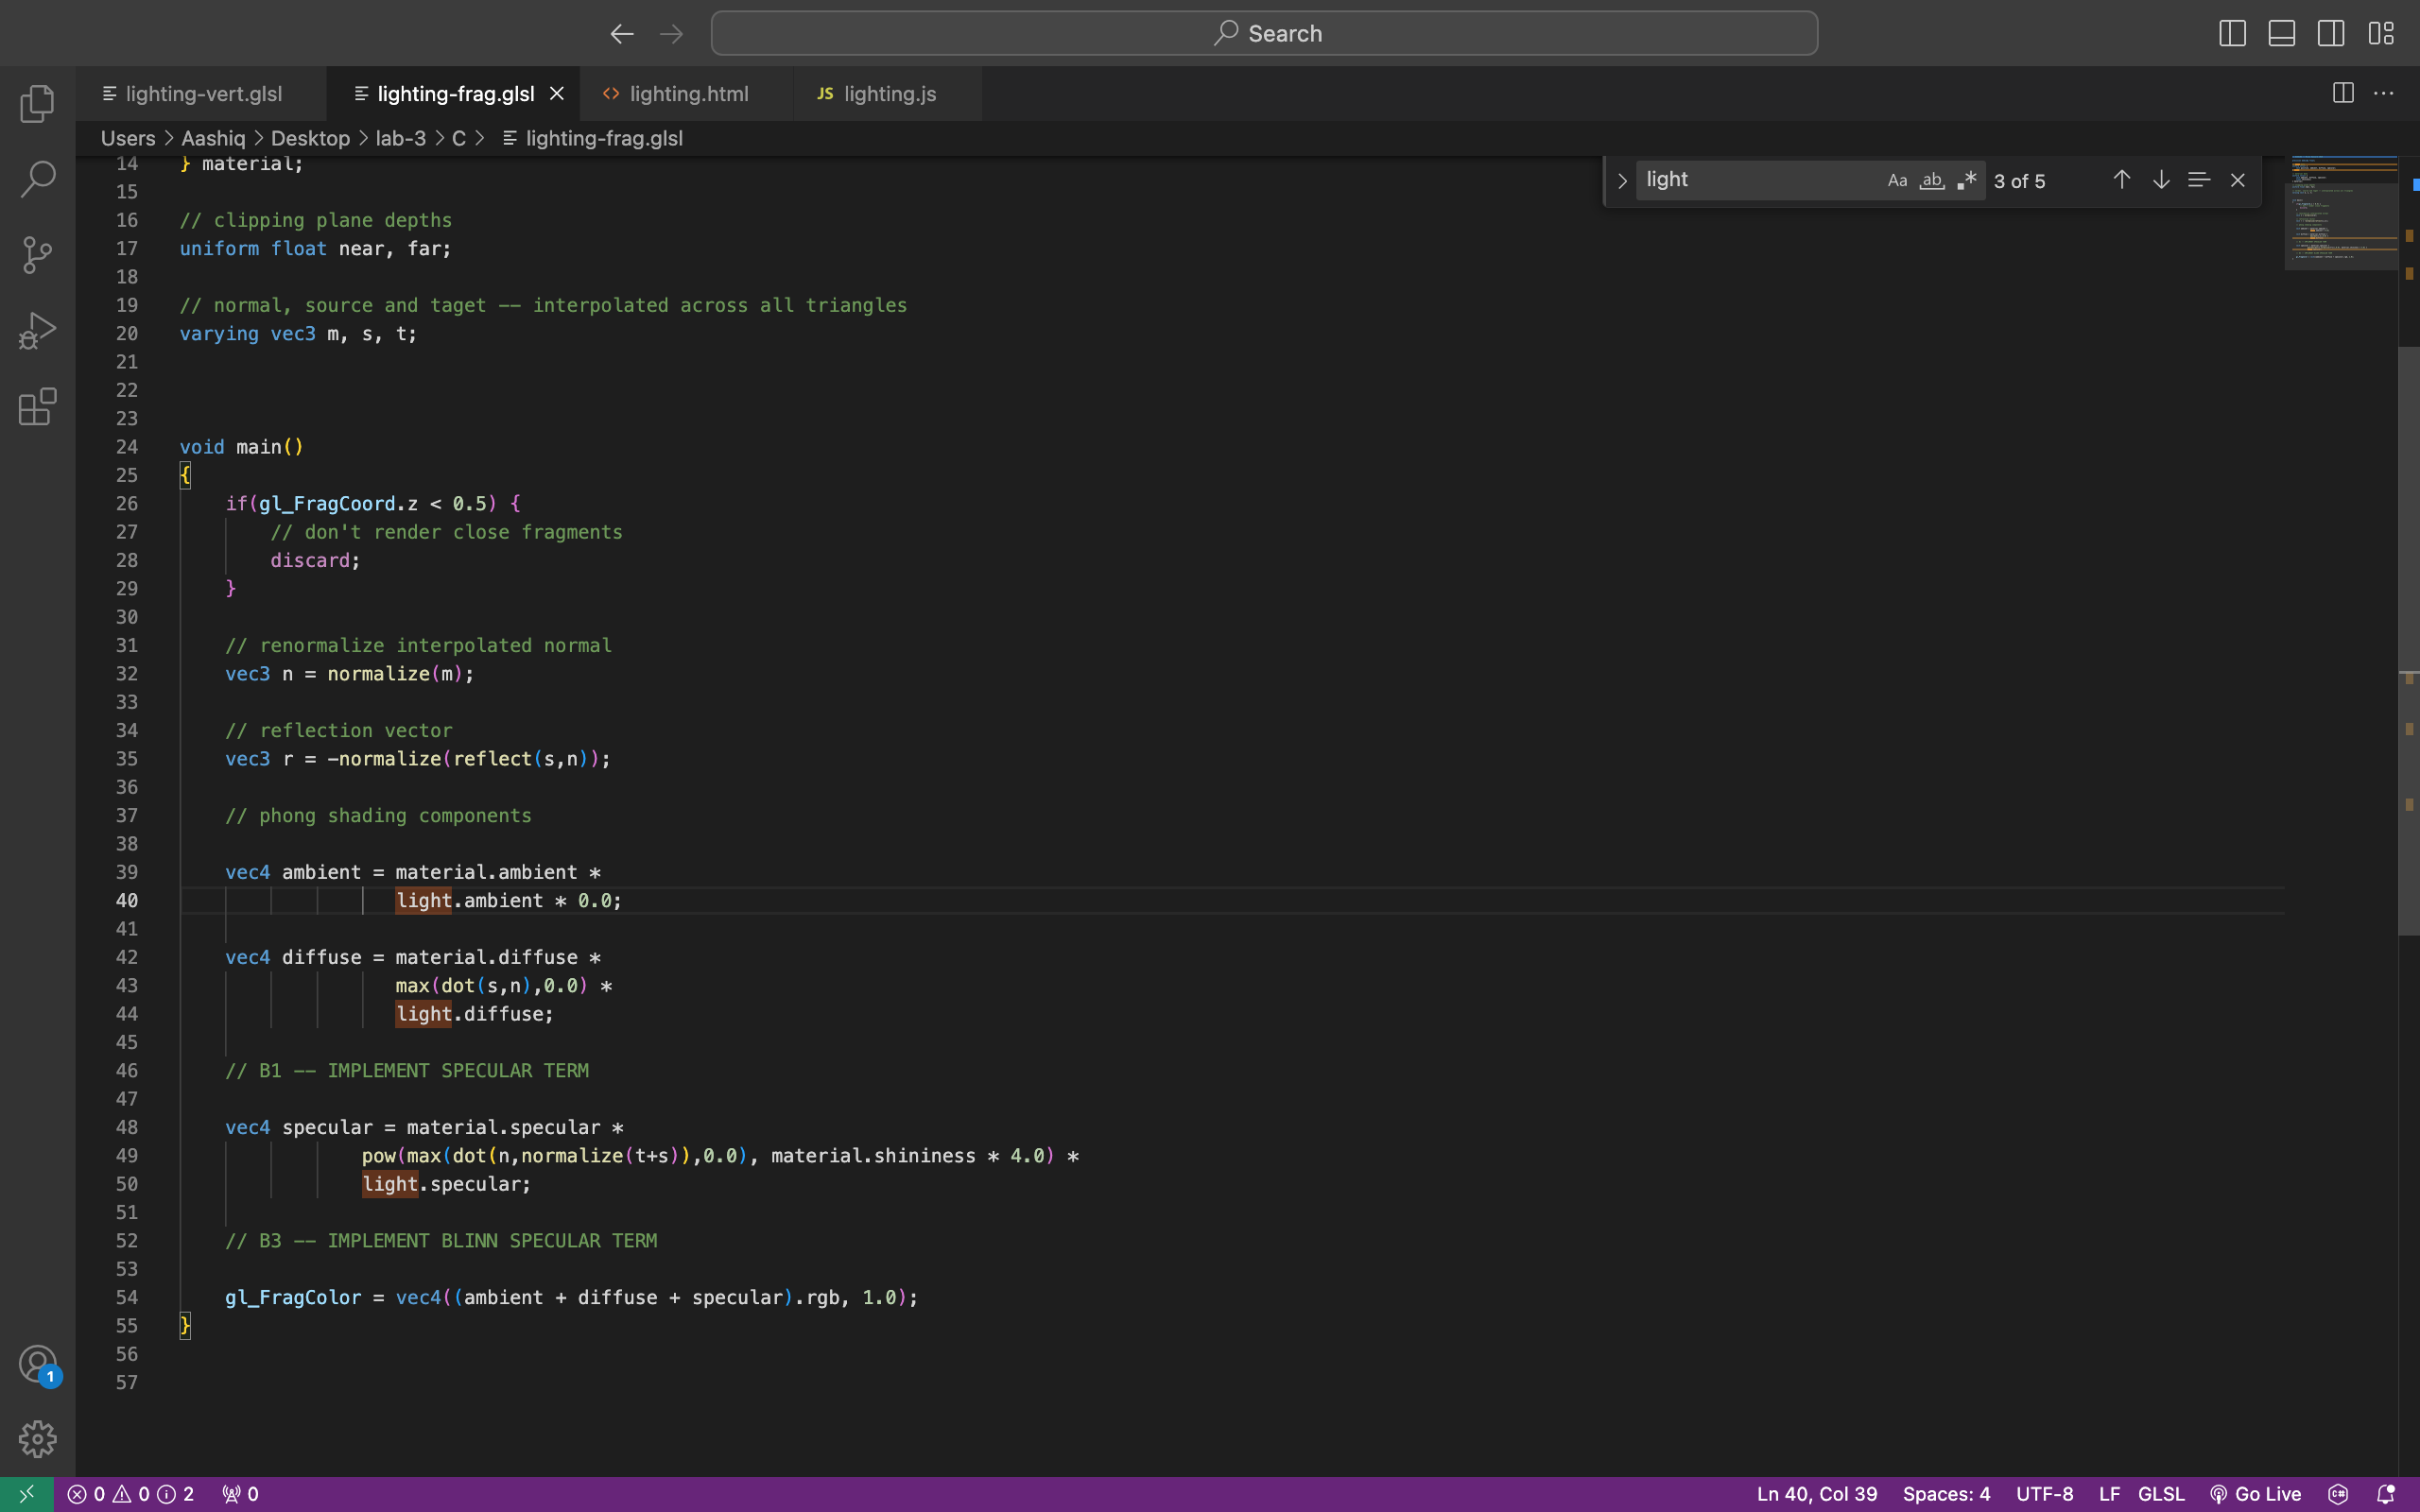 Search
lighting-vert.glsl lighting-frag.glsl lighting.html JS lighting.js
Users > Aashiq > Desktop > lab-3 > C > lighting-frag.glsl
light Aa ab .* 3 of 5
14 } material;
15
16 // clipping plane depths
17 uniform float near, far;
18
19 // normal, source and taget -- interpolated across all triangles
20 varying vec3 m, s, t;
21
22
23
24 void main()
25 {
26 if(gl_FragCoord.z < 0.5) {
27 // don't render close fragments
28 discard;
29 }
30
31 // renormalize interpolated normal
32 vec3 n = normalize(m);
33
34 // reflection vector
35 vec3 r = -normalize(reflect(s,n));
36
37 // phong shading components
38
39 vec4 ambient = material.ambient *
40 light.ambient * 0.0;
41
42 vec4 diffuse = material.diffuse *
43 max(dot(s,n),0.0) *
44 light.diffuse;
45
46 // B1 -- IMPLEMENT SPECULAR TERM
47
48 vec4 specular = material.specular *
49 pow(max(dot(n,normalize(t+s)),0.0), material.shininess * 4.0) *
50 light.specular;
51
52 // B3 -- IMPLEMENT BLINN SPECULAR TERM
53
54 gl_FragColor = vec4((ambient + diffuse + specular).rgb, 1.0);
55 }
56
57
1
0 0 2 0 Ln 40, Col 39 Spaces: 4 UTF-8 LF GLSL Go Live